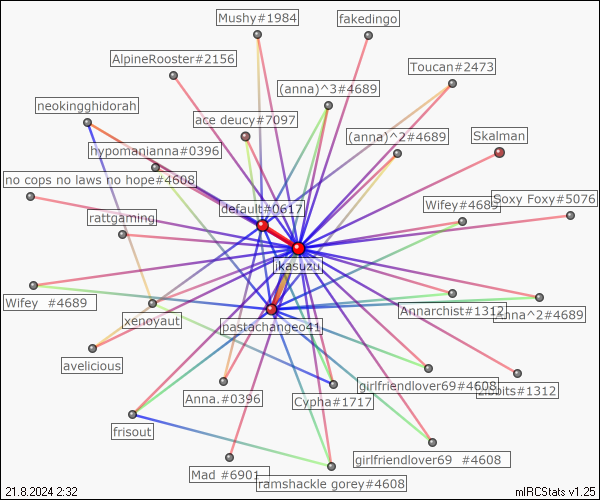 Mushy#1984
fakedingo
AlpineRooster#2156
Toucan#2473
(anna)^3#4689
neokingghidorah
ace deucy#7097
(anna)^2#4689
Skalman
hypomanianna#0396
no cops no laws no hope#4608
Soxy Foxy#5076
default#0617
Wifey #4689
rattgaming
ikasuzu
Wifey #4689
Annarchist#1312
Anna^2#4689
xenoyaut
pastachangeo41
avelicious
girlfriendlover69#4608
#1312
Anna.#0396
Cypha#1717
frisout
girlfriendlover69 #4608
Mad #6901
ramshackle gorey#4608
21.8.2024 2:32
mIRCStats v1.25